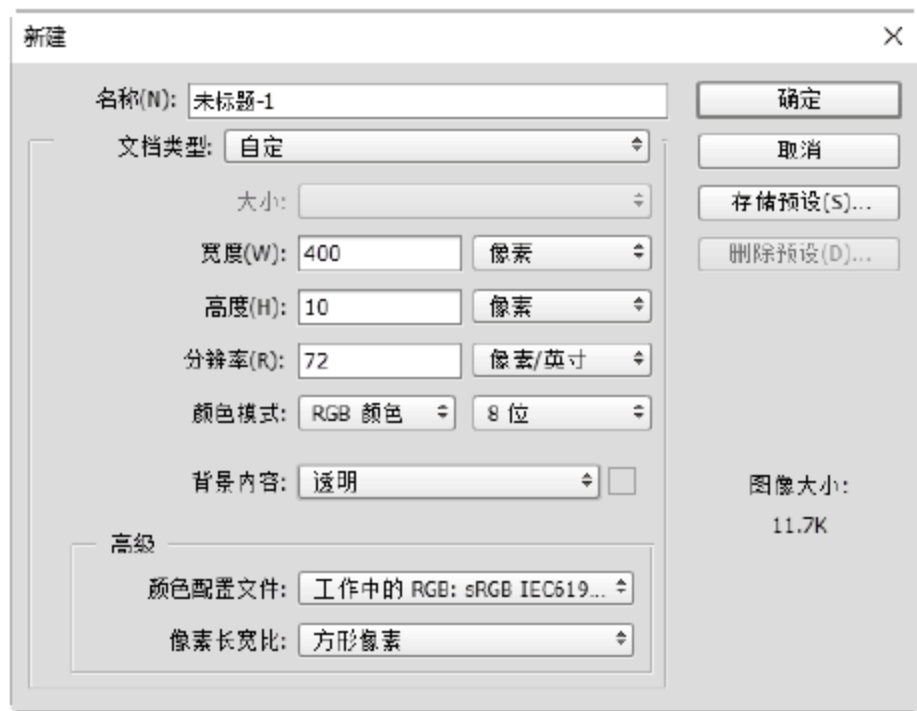 新建
名称(N): 未标题-1
确定
文档类型: 自定
取消
大小:
存储预设(S)...
宽度(W): 400 像素
删除预设(D)...
高度(H): 10 像素
分辨率(R): 72 像素/英寸
颜色模式: RGB 颜色 8 位
背景内容: 透明
图像大小:
11.7K
高级
颜色配置文件: 工作中的 RGB: sRGB IEC619...
像素长宽比: 方形像素